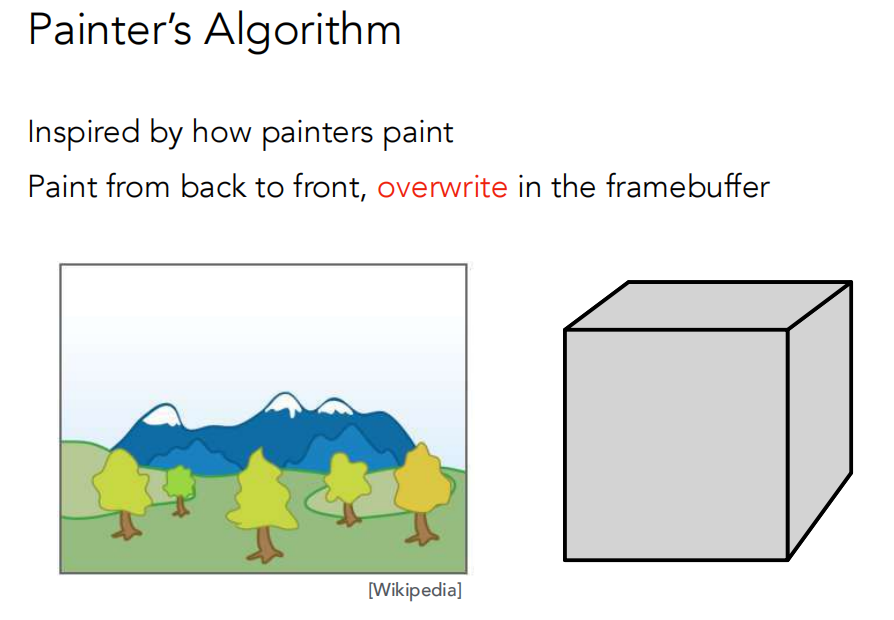 Painter’s Algorithm
Inspired by how painters paint
Paint from back to front, overwrite in the framebuffer
[Wikipedia]